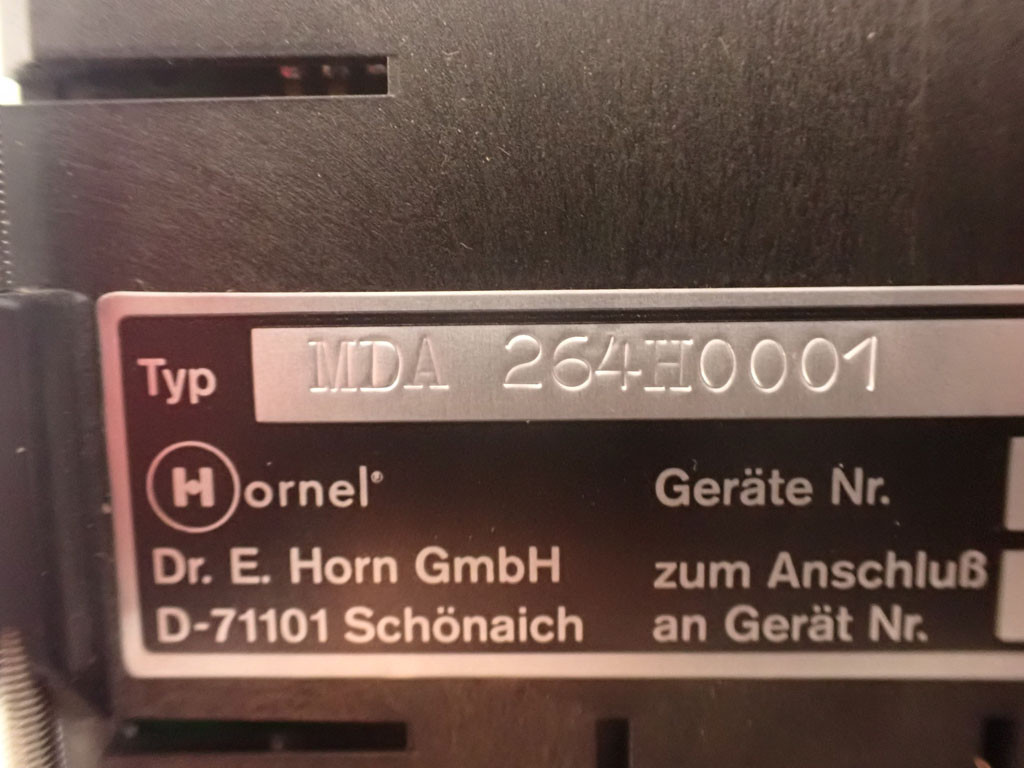 Typ MDA 264H0001
Hornel®
Geräte Nr.
Dr. E. Horn GmbH
D-71101 Schönaich
zum Anschluß
an Gerät Nr.